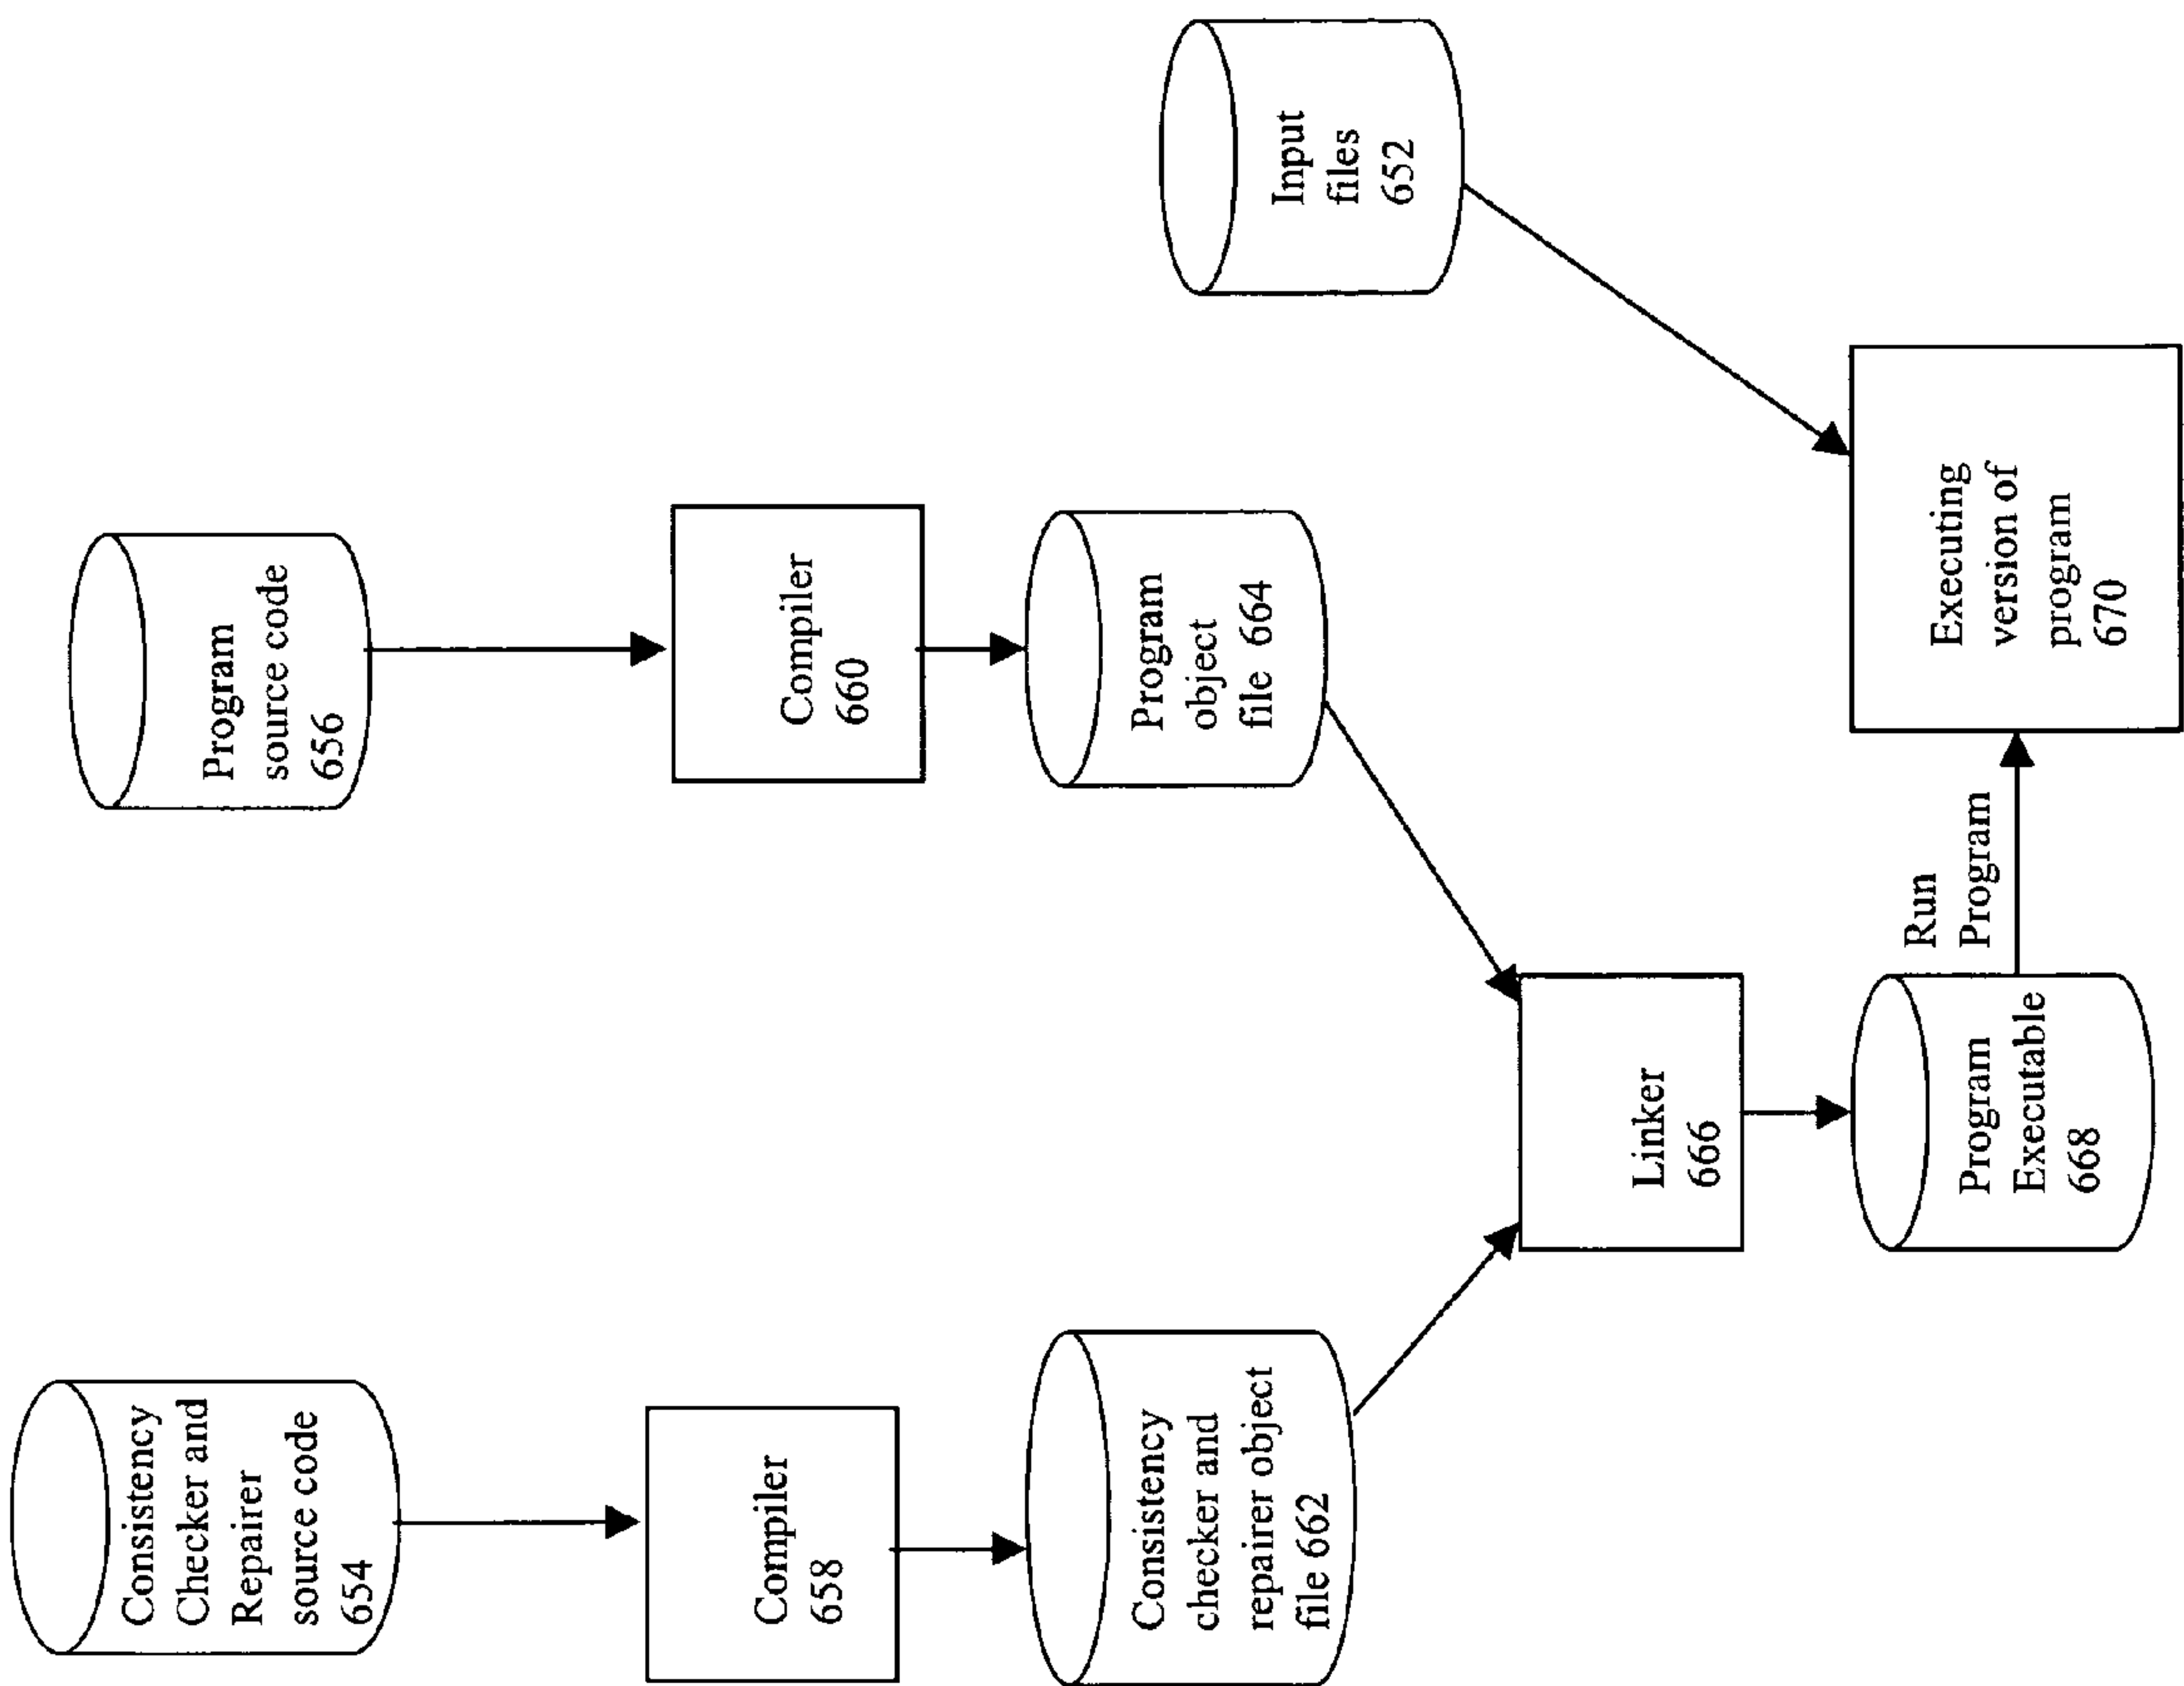 Consistency
Checker and
Repairer
source code
654
Program
source code
656
Compiler
658
Compiler
660
Consistency
checker and
repairer object
file 662
Program
object
file 664
Input
files
652
Linker
666
Program
Executable
668
Run
Program
Executing
version of
program
670